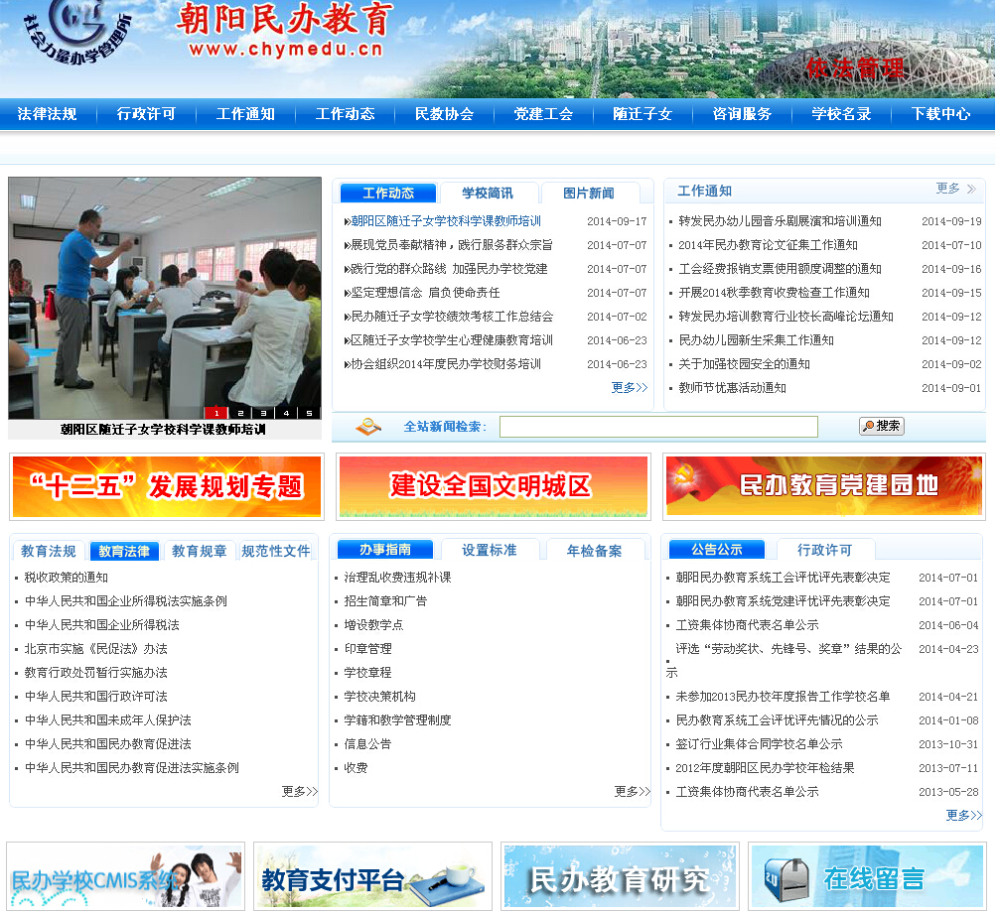 社会力量办学管理所
朝阳民办教育
www.chymedu.cn
依法管理
法律法规 行政许可 工作通知 工作动态 民教协会 党建工会 随迁子女 咨询服务 学校名录 下载中心
1 2 3 4 5
朝阳区随迁子女学校科学课教师培训
工作动态 学校简讯 图片新闻
朝阳区随迁子女学校科学课教师培训 2014-09-17
展现党员奉献精神，践行服务群众宗旨 2014-07-07
践行党的群众路线 加强民办学校党建 2014-07-07
坚定理想信念 肩负使命责任 2014-07-07
民办随迁子女学校绩效考核工作总结会 2014-07-02
区随迁子女学校学生心理健康教育培训 2014-06-23
协会组织2014年度民办学校财务培训 2014-06-23
更多>>
工作通知 更多 >>
转发民办幼儿园音乐剧展演和培训通知 2014-09-19
2014年民办教育论文征集工作通知 2014-07-10
工会经费报销支票使用额度调整的通知 2014-09-16
开展2014秋季教育收费检查工作通知 2014-09-15
转发民办培训教育行业校长高峰论坛通知 2014-09-12
民办幼儿园新生采集工作通知 2014-09-12
关于加强校园安全的通知 2014-09-02
教师节优惠活动通知 2014-09-01
全站新闻检索： 搜索
“十二五”发展规划专题
建设全国文明城区
民办教育党建园地
教育法规 教育法律 教育规章 规范性文件
税收政策的通知
中华人民共和国企业所得税法实施条例
中华人民共和国企业所得税法
北京市实施《民促法》办法
教育行政处罚暂行实施办法
中华人民共和国行政许可法
中华人民共和国未成年人保护法
中华人民共和国民办教育促进法
中华人民共和国民办教育促进法实施条例
更多>>
办事指南 设置标准 年检备案
治理乱收费违规补课
招生简章和广告
增设教学点
印章管理
学校章程
学校决策机构
学籍和教学管理制度
信息公告
收费
更多>>
公告公示 行政许可
朝阳民办教育系统工会评优评先表彰决定 2014-07-01
朝阳民办教育系统党建评优评先表彰决定 2014-07-01
工资集体协商代表名单公示 2014-06-04
评选“劳动奖状、先锋号、奖章”结果的公 2014-04-23
示
未参加2013民办校年度报告工作学校名单 2014-04-21
民办教育系统工会评优评先情况的公示 2014-01-08
签订行业集体合同学校名单公示 2013-10-31
2012年度朝阳区民办学校年检结果 2013-07-11
工资集体协商代表名单公示 2013-05-28
更多>>
民办学校CMIS系统
教育支付平台
民办教育研究
在线留言